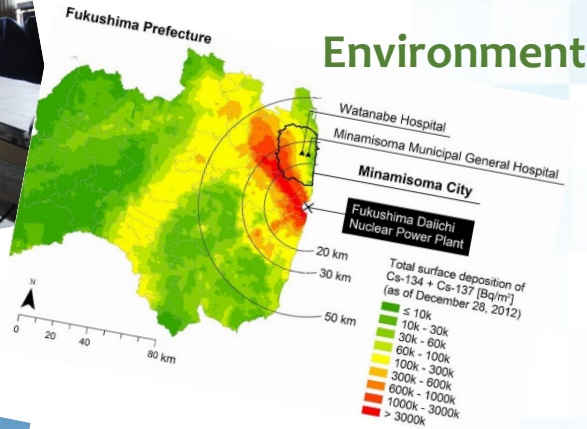 Fukushima Prefecture
Environment
Watanabe Hospital
Minamisoma Municipal General Hospital
Minamisoma City
Fukushima Daiichi
Nuclear Power Plant
20 km
30 km
50 km
N
0 20 40 80 km
Total surface deposition of
Cs-134 + Cs-137 [Bq/m²]
(as of December 28, 2012)
≤ 10k
10k - 30k
30k - 60k
60k - 100k
100k - 300k
300k - 600k
600k - 1000k
1000k - 3000k
> 3000k